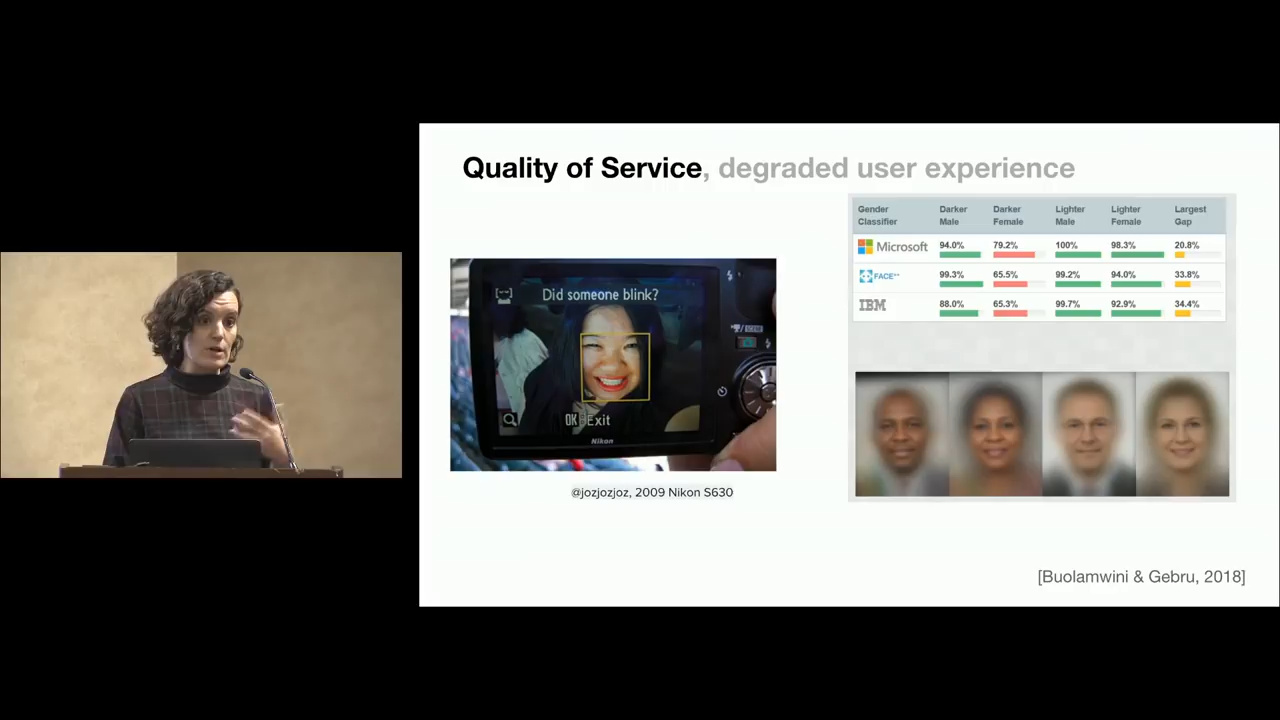 Quality of Service, degraded user experience
Did someone blink?
OK Exit
Nikon
@jozjozjoz, 2009 Nikon S630
Gender Classifier
Darker Male
Darker Female
Lighter Male
Lighter Female
Largest Gap
Microsoft 94.0% 79.2% 100% 98.3% 20.8%
FACE++ 99.3% 65.5% 99.2% 94.0% 33.8%
IBM 88.0% 65.3% 99.7% 92.9% 34.4%
[Buolamwini & Gebru, 2018]